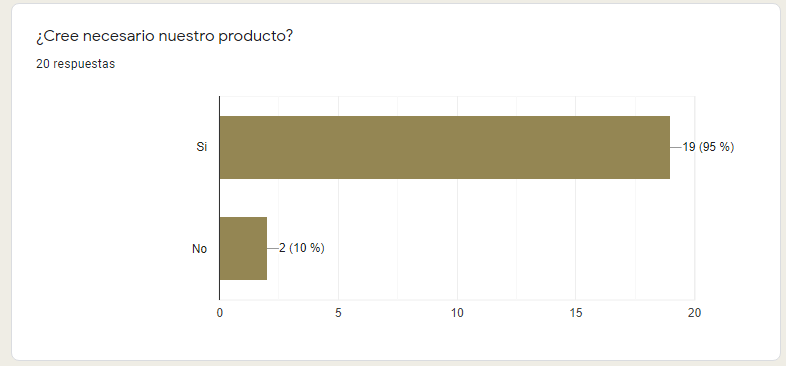 ¿Cree necesario nuestro producto?
20 respuestas
Si
19 (95 %)
No
2 (10 %)
0 5 10 15 20